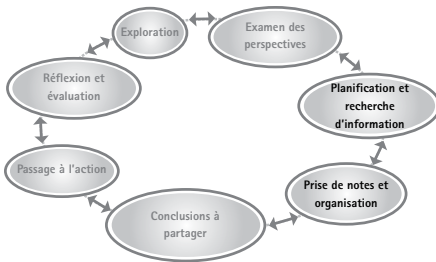 Exploration
Examen des
perspectives
Planification et
recherche
d'information
Prise de notes et
organisation
Conclusions à
partager
Passage à l'action
Réflexion et
évaluation